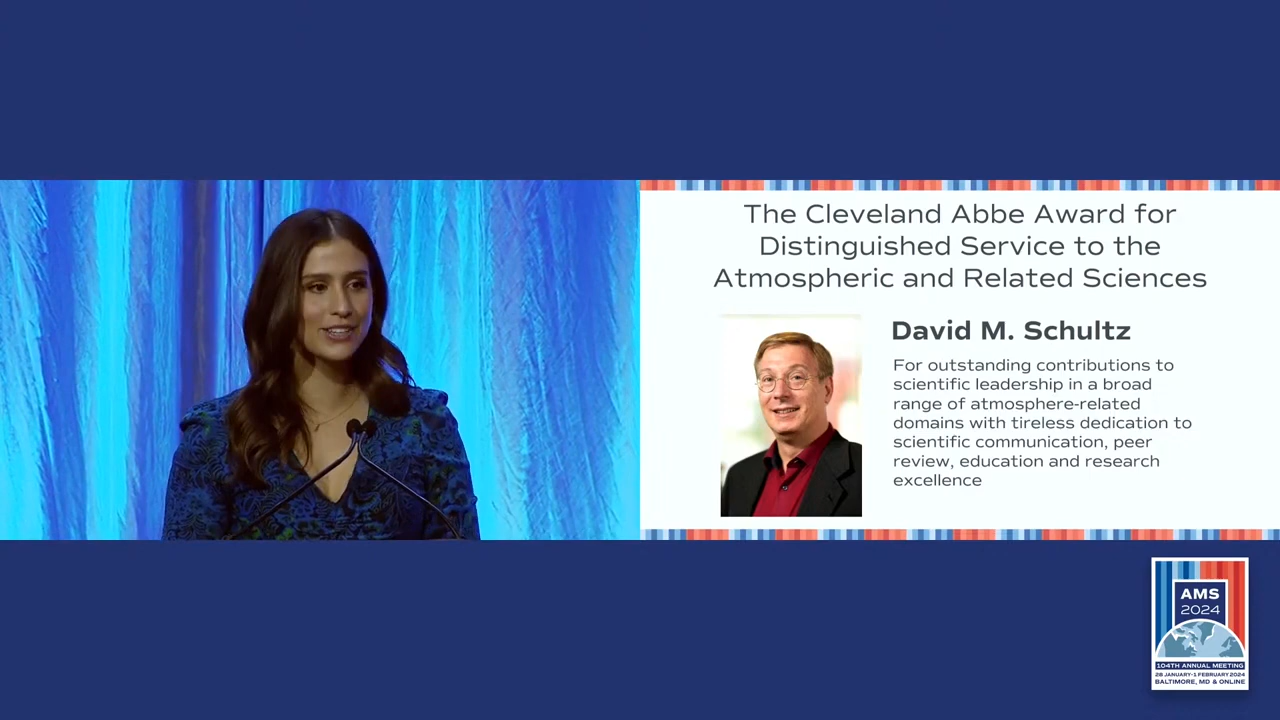 The Cleveland Abbe Award for
Distinguished Service to the
Atmospheric and Related Sciences
David M. Schultz
For outstanding contributions to
scientific leadership in a broad
range of atmosphere-related
domains with tireless dedication to
scientific communication, peer
review, education and research
excellence
AMS
2024
104TH ANNUAL MEETING
28 JANUARY-1 FEBRUARY 2024
BALTIMORE, MD & ONLINE